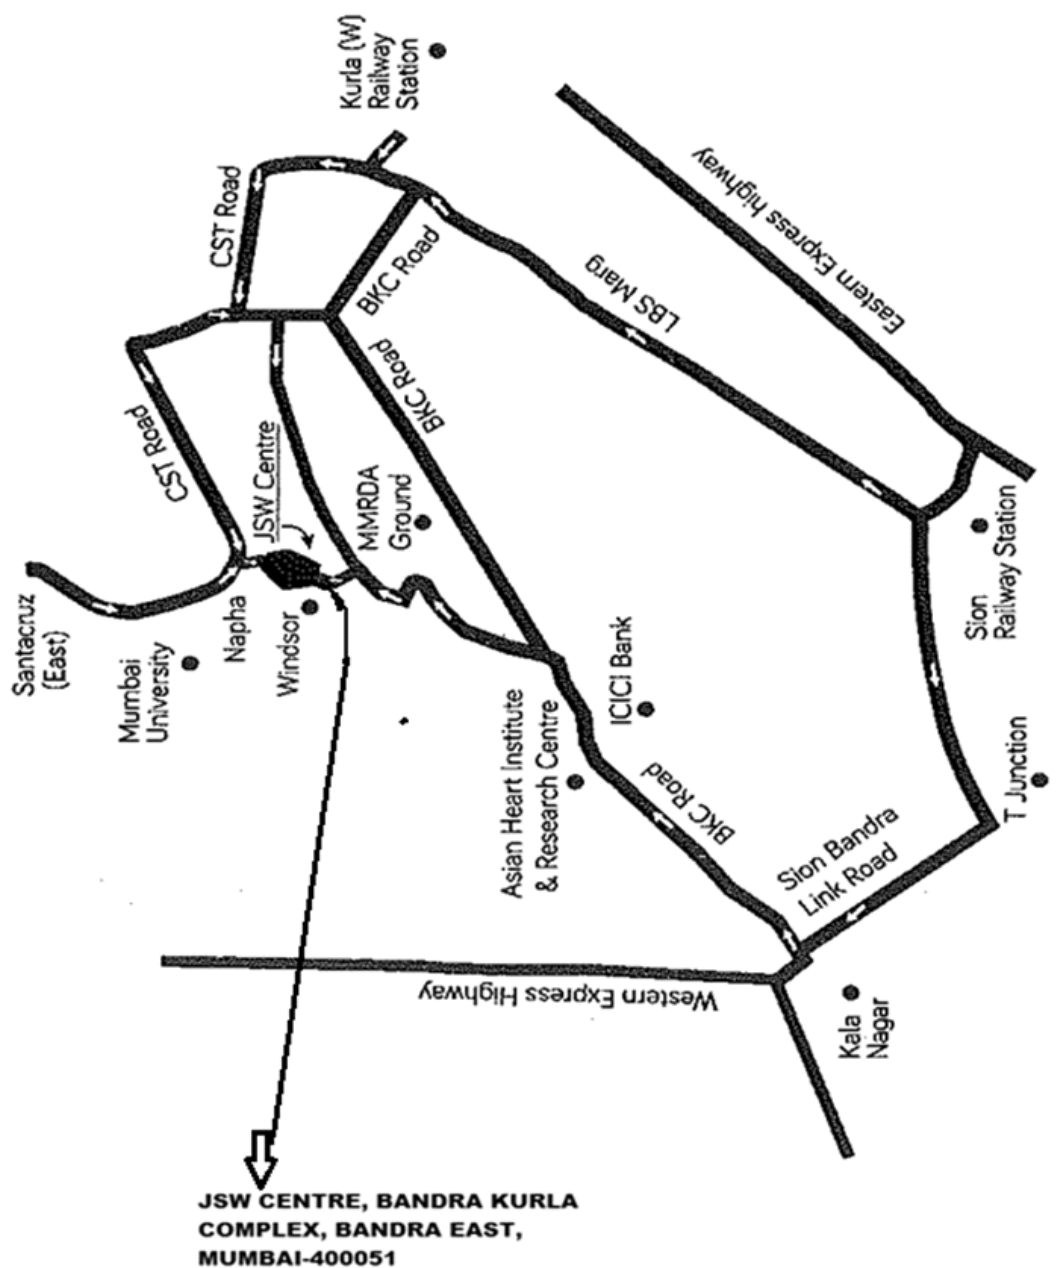 Kurla (W)
Railway
Station
CST Road
BKC Road
Eastern Express highway
LBS Marg
BKC Road
CST Road
JSW Centre
MMRDA
Ground
Santacruz
(East)
Mumbai
University
Napha
Windsor
Sion
Railway Station
ICICI Bank
Asian Heart Institute
& Research Centre
BKC Road
T Junction
Sion Bandra
Link Road
Western Express Highway
Kala
Nagar
JSW CENTRE, BANDRA KURLA
COMPLEX, BANDRA EAST,
MUMBAI-400051